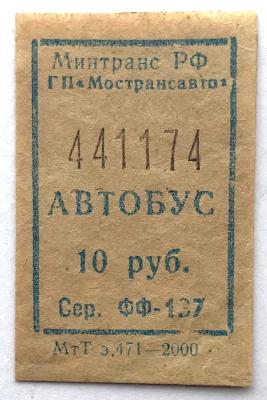 Минтранс РФ
ГП«Мострансавто»
441174
АВТОБУС
10 руб.
Сер. ФФ-137
МтТ з.471—2000